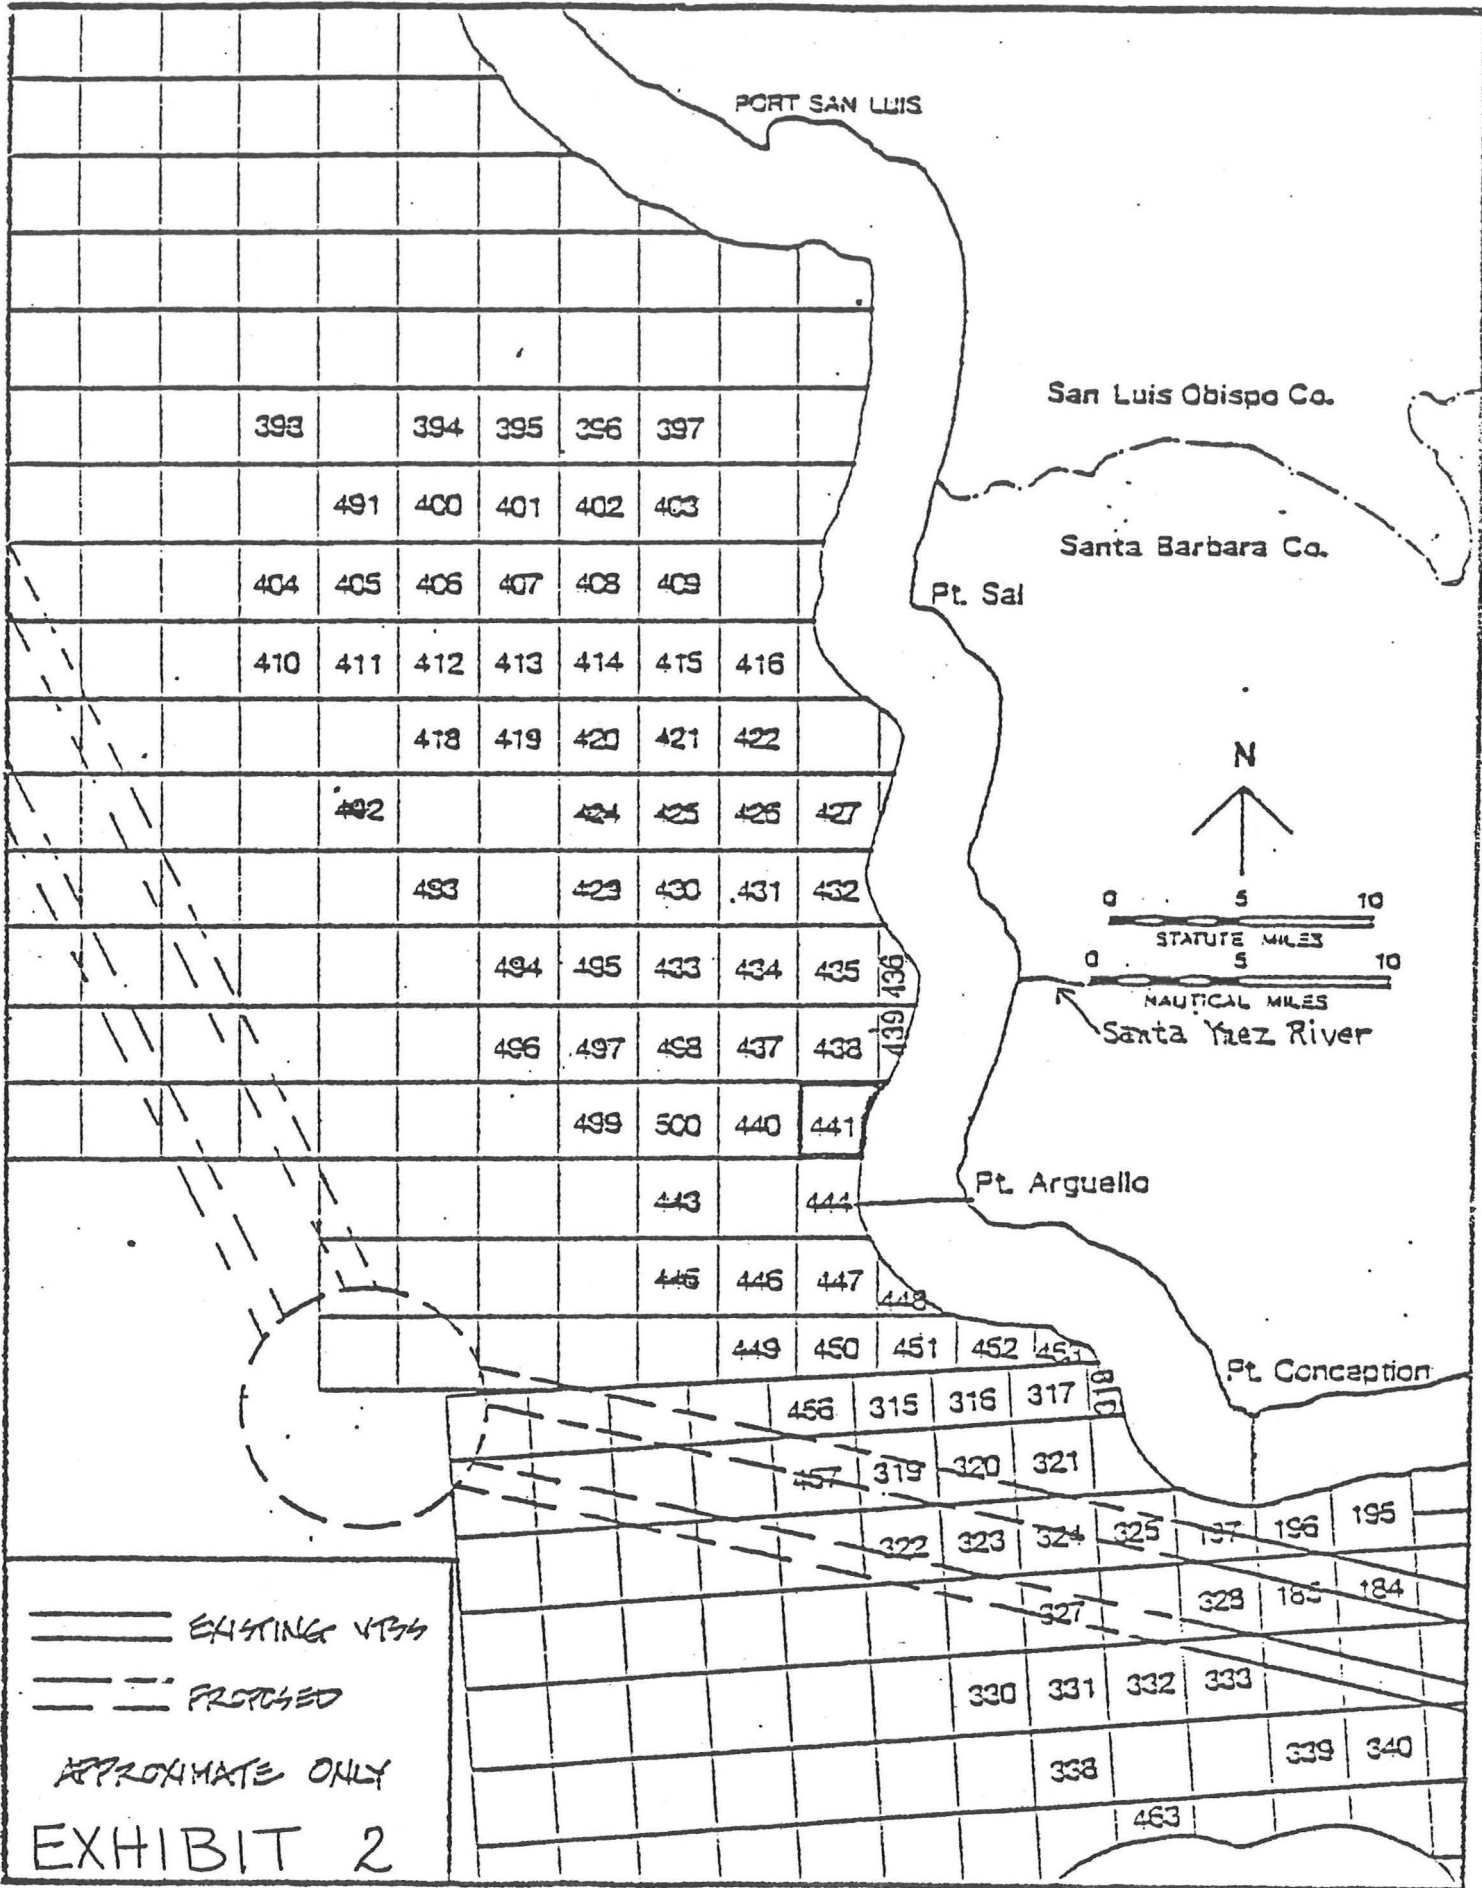 PORT SAN LUIS
San Luis Obispo Co.
393 394 395 396 397
491 400 401 402 403
Santa Barbara Co.
404 405 406 407 408 409
Pt. Sal
410 411 412 413 414 415 416
418 419 420 421 422
N
492 424 425 426 427
493 429 430 431 432
0 5 10
STATUTE MILES
494 495 433 434 435 436
0 5 10
NAUTICAL MILES
Santa Ynez River
496 497 498 437 438 439
499 500 440 441
Pt. Arguello
443 444
445 446 447 448
449 450 451 452 453
Pt. Conception
456 315 316 317 318
457 319 320 321
322 323 324 325 197 196 195
327 328 185 184
330 331 332 333
338 339 340
463
EXISTING VTSS
PROPOSED
APPROXIMATE ONLY
EXHIBIT 2